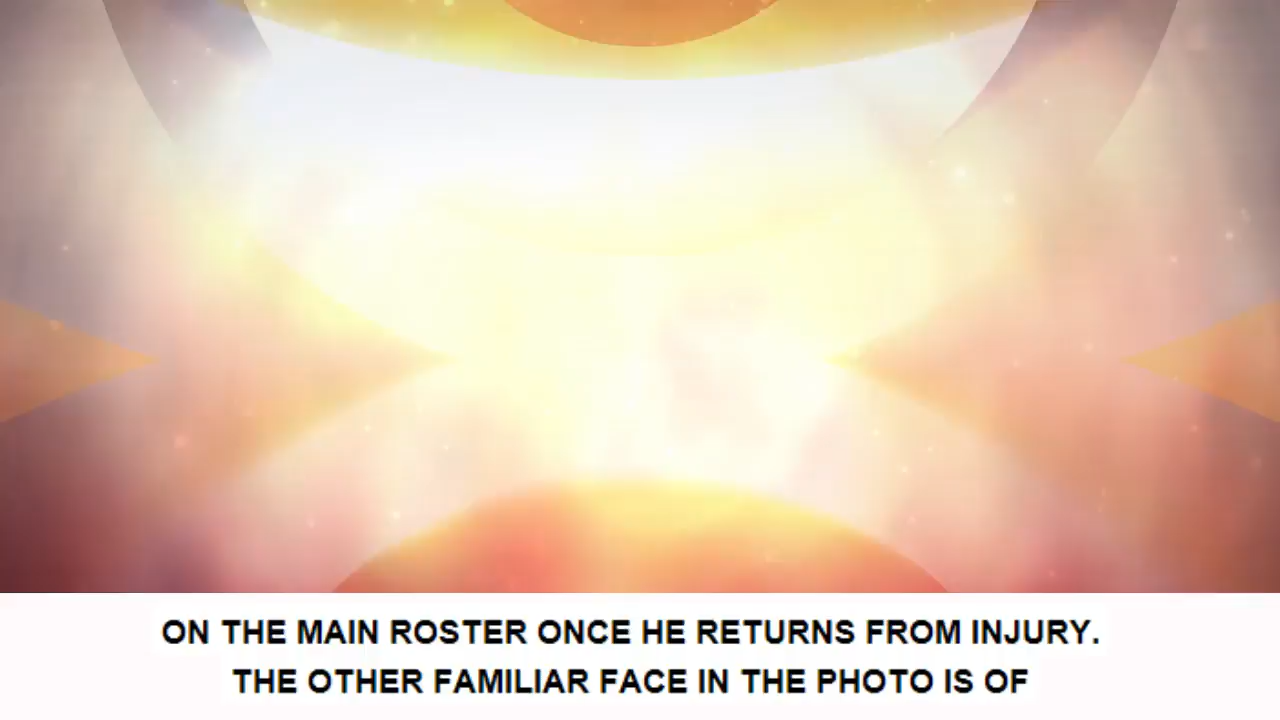 ON THE MAIN ROSTER ONCE HE RETURNS FROM INJURY.
THE OTHER FAMILIAR FACE IN THE PHOTO IS OF